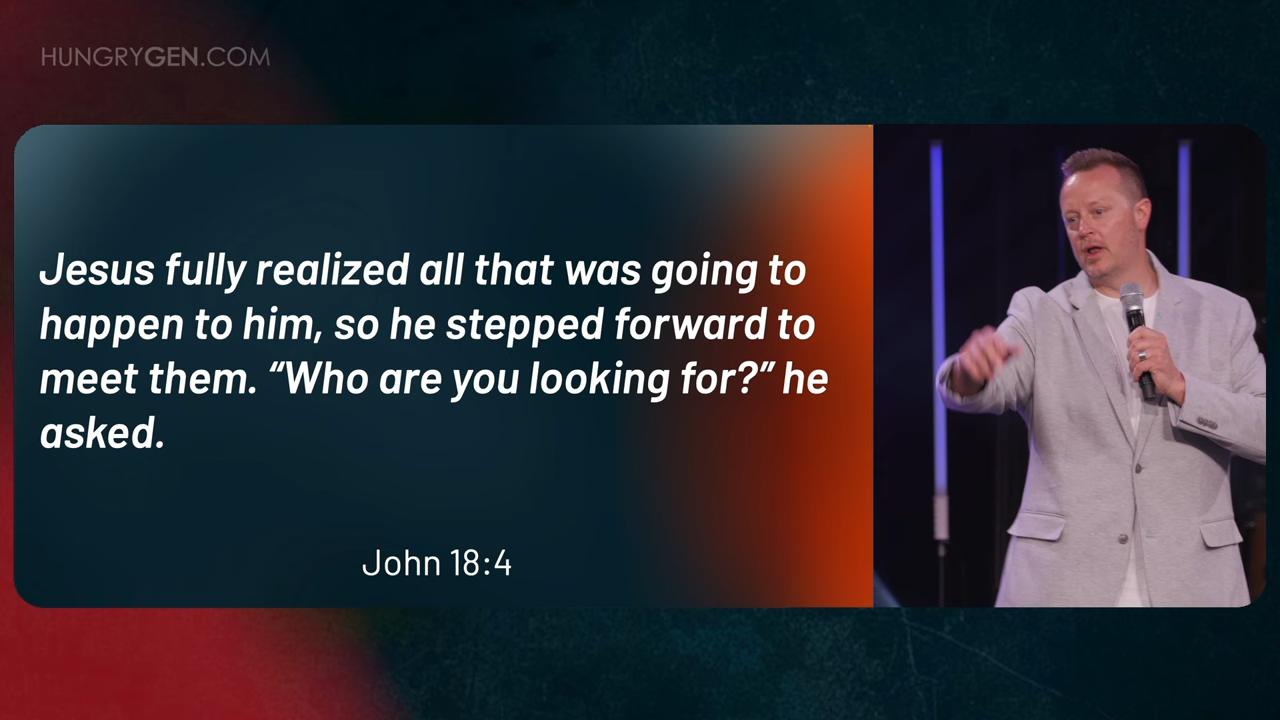 HUNGRYGEN.COM
Jesus fully realized all that was going to
happen to him, so he stepped forward to
meet them. “Who are you looking for?” he
asked.
John 18:4